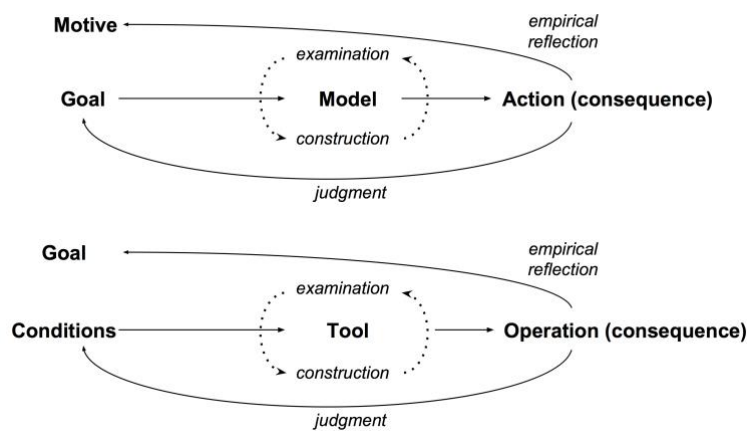 Motive
empirical
reflection
examination
Goal
Model
Action (consequence)
construction
judgment
Goal
empirical
reflection
examination
Conditions
Tool
Operation (consequence)
construction
judgment